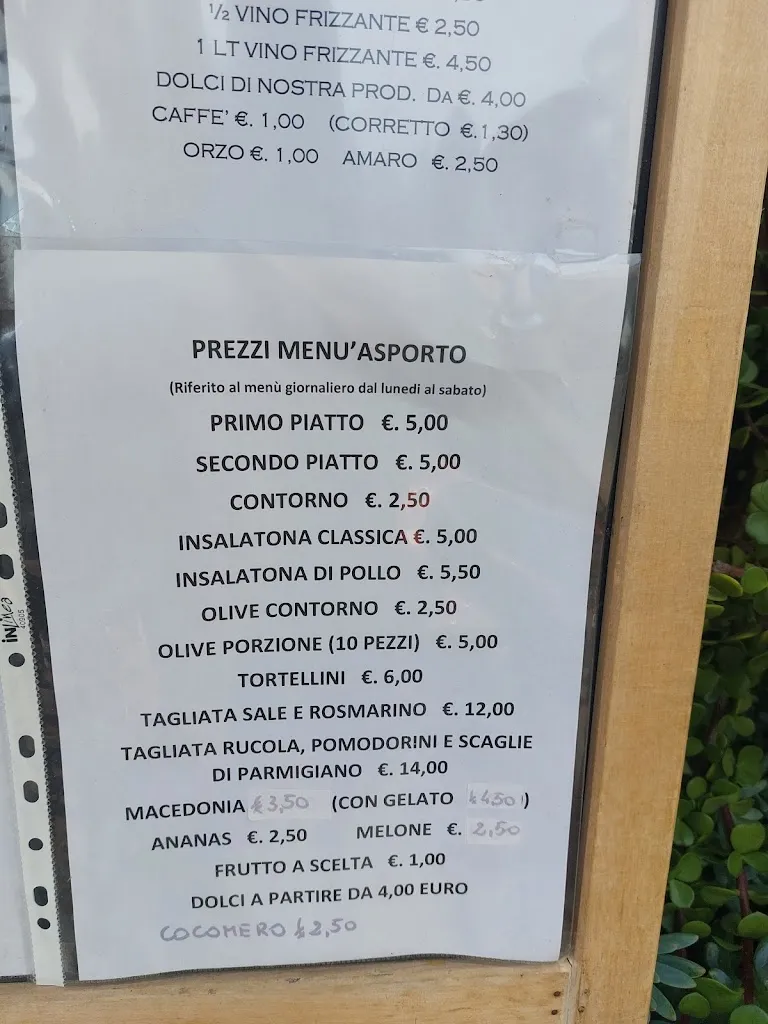 ½ VINO FRIZZANTE € 2,50
1 LT VINO FRIZZANTE €. 4,50
DOLCI DI NOSTRA PROD. DA €. 4,00
CAFFE' €. 1,00 (CORRETTO €.1,30)
ORZO €. 1,00 AMARO €. 2,50
PREZZI MENU'ASPORTO
(Riferito al menù giornaliero dal lunedi al sabato)
PRIMO PIATTO €. 5,00
SECONDO PIATTO €. 5,00
CONTORNO €. 2,50
INSALATONA CLASSICA €. 5,00
INSALATONA DI POLLO €. 5,50
OLIVE CONTORNO €. 2,50
OLIVE PORZIONE (10 PEZZI) €. 5,00
TORTELLINI €. 6,00
TAGLIATA SALE E ROSMARINO €. 12,00
TAGLIATA RUCOLA, POMODORINI E SCAGLIE
DI PARMIGIANO €. 14,00
MACEDONIA € 3,50 (CON GELATO € 4,50)
ANANAS €. 2,50 MELONE €. 2,50
FRUTTO A SCELTA €. 1,00
DOLCI A PARTIRE DA 4,00 EURO
COCOMERO € 2,50